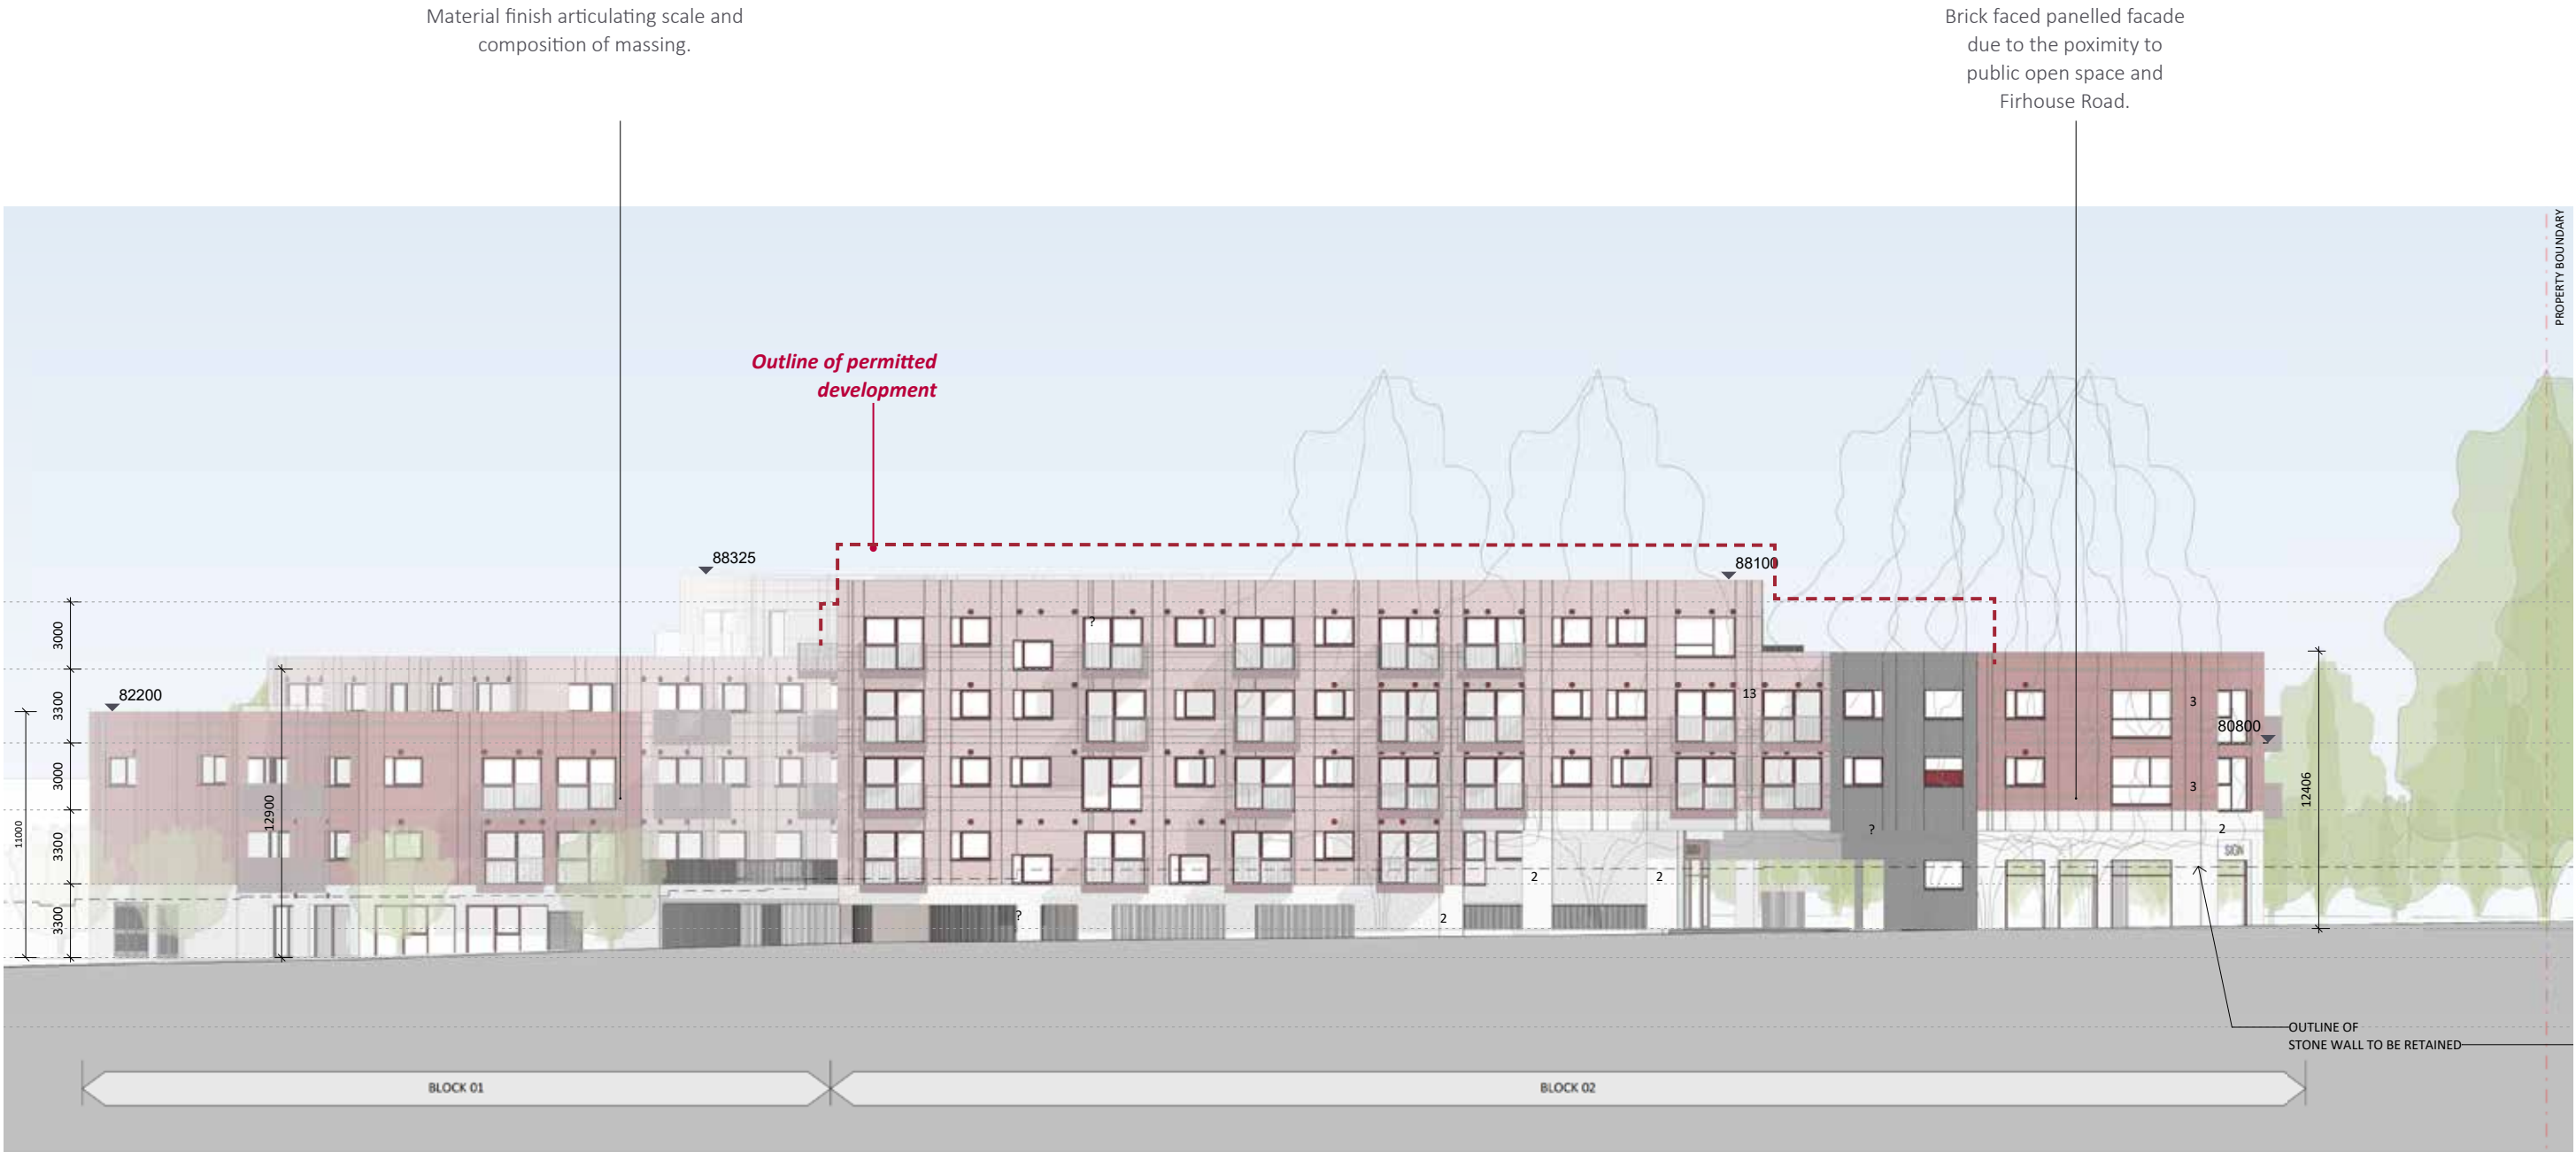 Material finish articulating scale and
composition of massing.
Brick faced panelled facade
due to the poximity to
public open space and
Firhouse Road.
PROPERTY BOUNDARY
Outline of permitted
development
88325
88100
82200
80800
3000
3300
3000
3300
3300
11000
12900
12406
?
13
3
3
2
?
2
2
2
?
SIGN
OUTLINE OF
STONE WALL TO BE RETAINED
BLOCK 01
BLOCK 02